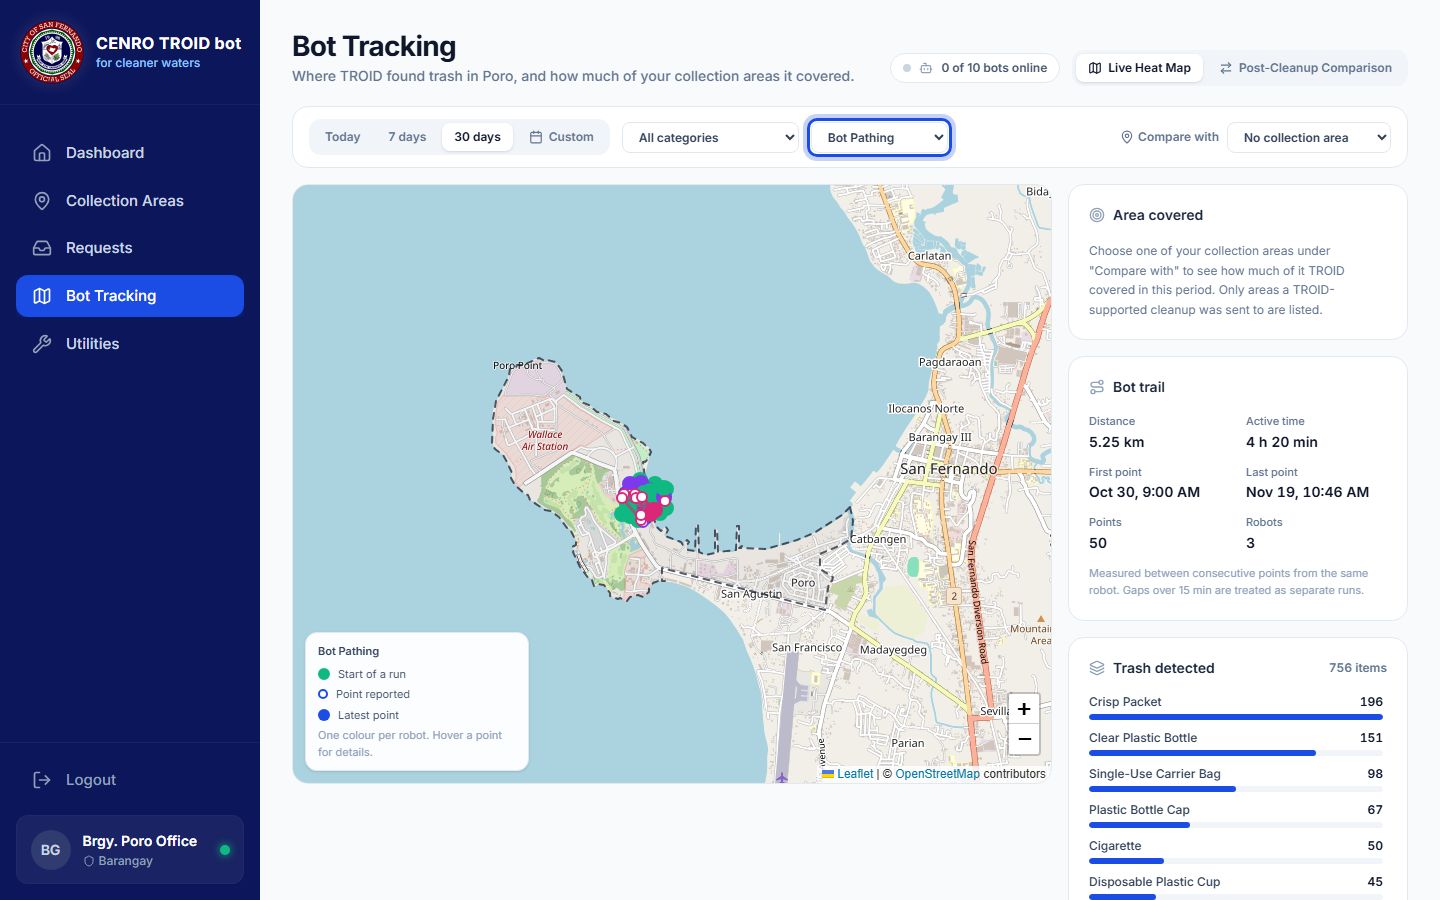 CITY OF SAN FERNANDO
OFFICIAL SEAL
CENRO TROID bot
for cleaner waters
Dashboard
Collection Areas
Requests
Bot Tracking
Utilities
Logout
BG
Brgy. Poro Office
Barangay
Bot Tracking
Where TROID found trash in Poro, and how much of your collection areas it covered.
0 of 10 bots online
Live Heat Map
Post-Cleanup Comparison
Today
7 days
30 days
Custom
All categories
Bot Pathing
Compare with
No collection area
Carlatan
Pagdaraoan
Poro Point
Ilocanos Norte
Wallace
Air Station
Barangay III
San Fernando
Catbangen
San Fernando Diversion Road
Poro
San Agustin
2
Mountain
Area
San Francisco
Madayegdeg
Parian
Bot Pathing
Start of a run
Point reported
Latest point
One colour per robot. Hover a point
for details.
+
−
Leaflet | © OpenStreetMap contributors
Area covered
Choose one of your collection areas under
"Compare with" to see how much of it TROID
covered in this period. Only areas a TROID-
supported cleanup was sent to are listed.
Bot trail
Distance
Active time
5.25 km
4 h 20 min
First point
Last point
Oct 30, 9:00 AM
Nov 19, 10:46 AM
Points
Robots
50
3
Measured between consecutive points from the same
robot. Gaps over 15 min are treated as separate runs.
Trash detected
756 items
Crisp Packet
196
Clear Plastic Bottle
151
Single-Use Carrier Bag
98
Plastic Bottle Cap
67
Cigarette
50
Disposable Plastic Cup
45